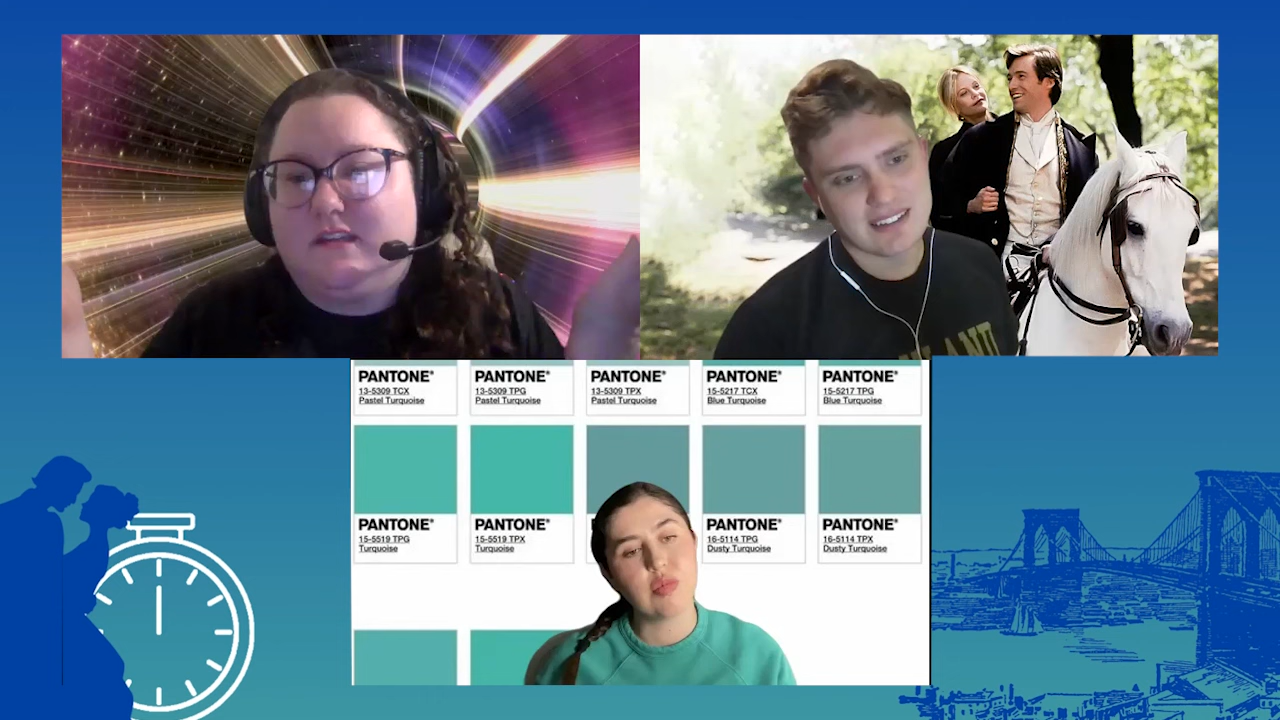 PANTONE®
13-5309 TCX
Pastel Turquoise
PANTONE®
13-5309 TPG
Pastel Turquoise
PANTONE®
13-5309 TPX
Pastel Turquoise
PANTONE®
15-5217 TCX
Blue Turquoise
PANTONE®
15-5217 TPG
Blue Turquoise
PANTONE®
15-5519 TPG
Turquoise
PANTONE®
15-5519 TPX
Turquoise
PANTONE®
16-5114 TPG
Dusty Turquoise
PANTONE®
16-5114 TPX
Dusty Turquoise